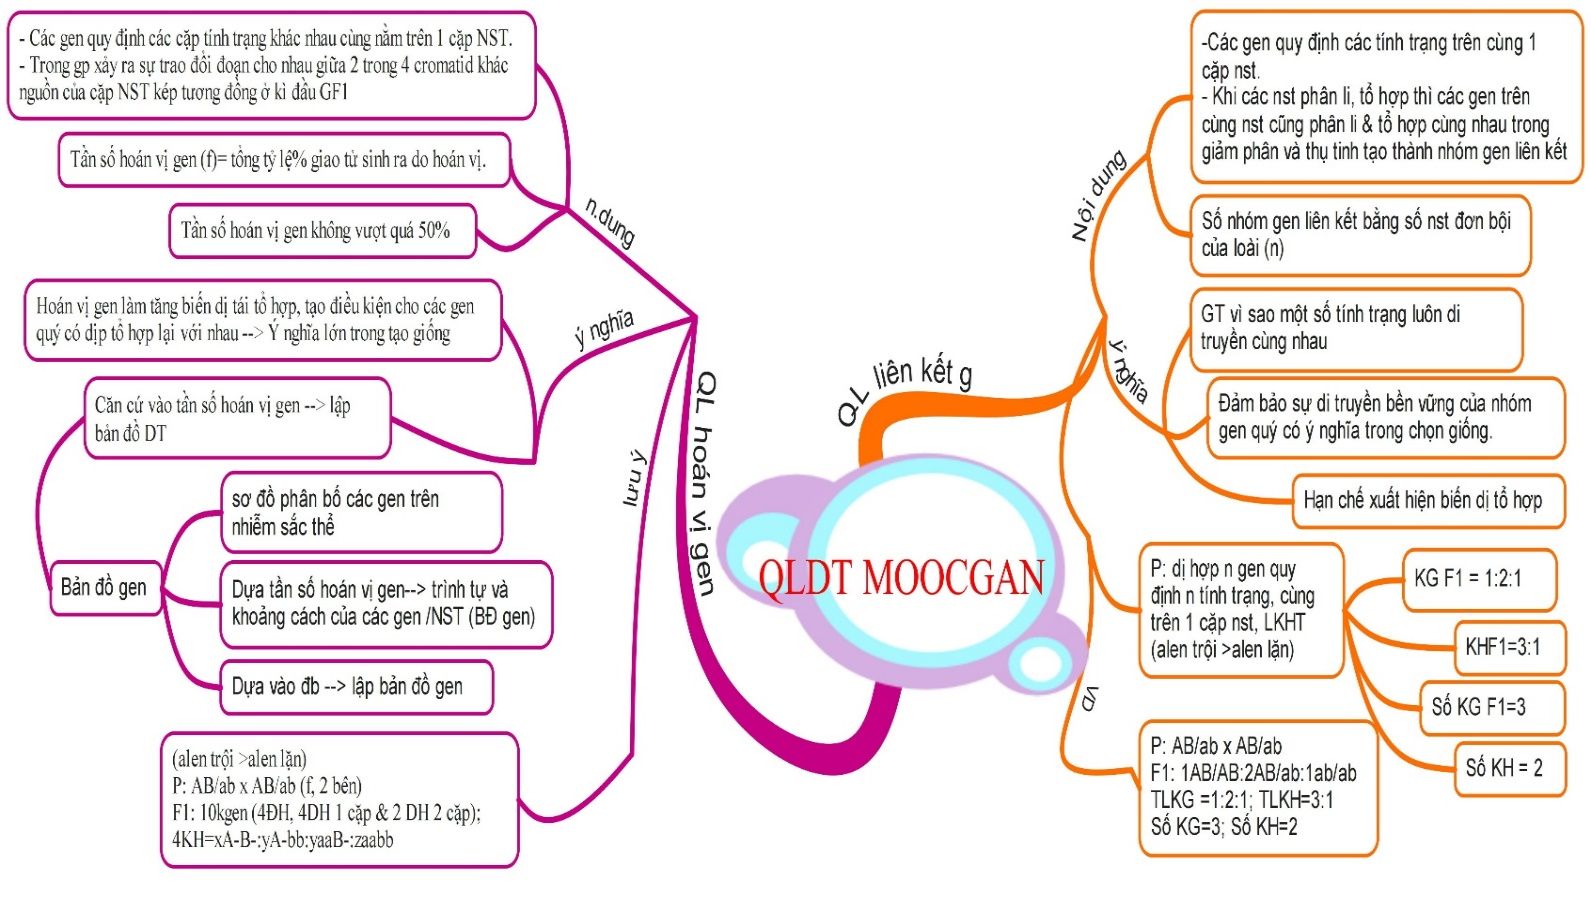 QLDT MOOCGAN
QL liên kết g
Nội dung
-Các gen quy định các tính trạng trên cùng 1
cặp nst.
- Khi các nst phân li, tổ hợp thì các gen trên
cùng nst cũng phân li & tổ hợp cùng nhau trong
giảm phân và thụ tinh tạo thành nhóm gen liên kết
Số nhóm gen liên kết bằng số nst đơn bội
của loài (n)
ý nghĩa
GT vì sao một số tính trạng luôn di
truyền cùng nhau
Đảm bảo sự di truyền bền vững của nhóm
gen quý có ý nghĩa trong chọn giống.
Hạn chế xuất hiện biến dị tổ hợp
VD
P: dị hợp n gen quy
định n tính trạng, cùng
trên 1 cặp nst, LKHT
(alen trội >alen lặn)
KG F1 = 1:2:1
KHF1=3:1
Số KG F1=3
Số KH = 2
P: AB/ab x AB/ab
F1: 1AB/AB:2AB/ab:1ab/ab
TLKG =1:2:1; TLKH=3:1
Số KG=3; Số KH=2
QL hoán vị gen
n.dung
- Các gen quy định các cặp tính trạng khác nhau cùng nằm trên 1 cặp NST.
- Trong gp xảy ra sự trao đổi đoạn cho nhau giữa 2 trong 4 cromatid khác
nguồn của cặp NST kép tương đồng ở kì đầu GF1
Tần số hoán vị gen (f)= tổng tỷ lệ% giao tử sinh ra do hoán vị.
Tần số hoán vị gen không vượt quá 50%
ý nghĩa
Hoán vị gen làm tăng biến dị tái tổ hợp, tạo điều kiện cho các gen
quý có dịp tổ hợp lại với nhau --> Ý nghĩa lớn trong tạo giống
Căn cứ vào tần số hoán vị gen --> lập
bản đồ DT
Bản đồ gen
sơ đồ phân bố các gen trên
nhiễm sắc thể
Dựa tần số hoán vị gen--> trình tự và
khoảng cách của các gen /NST (BĐ gen)
Dựa vào đb --> lập bản đồ gen
lưu ý
(alen trội >alen lặn)
P: AB/ab x AB/ab (f, 2 bên)
F1: 10kgen (4ĐH, 4DH 1 cặp & 2 DH 2 cặp);
4KH=xA-B-:yA-bb:yaaB-:zaabb